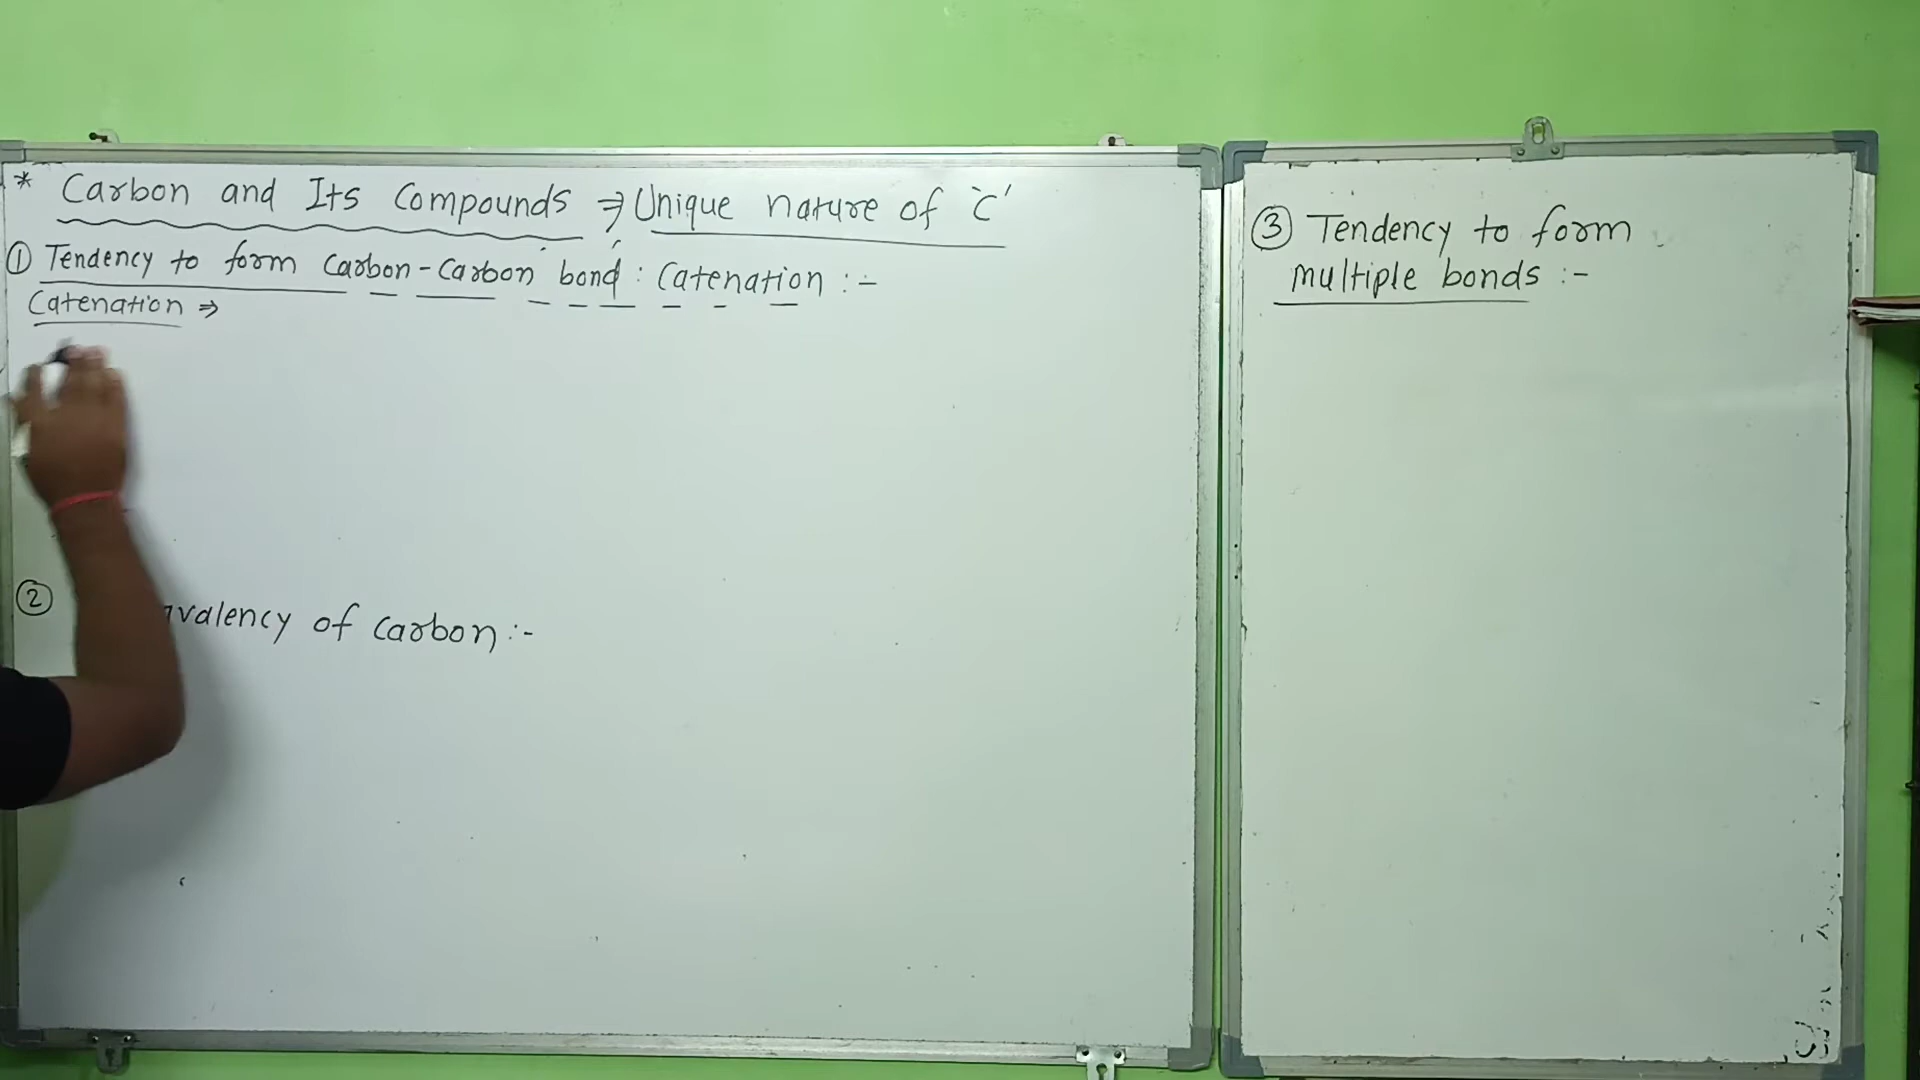 * Carbon and Its Compounds ⇒ Unique nature of 'C'
① Tendency to form Carbon-Carbon bond : Catenation :-
Catenation ⇒
② valency of carbon :-
③ Tendency to form
multiple bonds :-